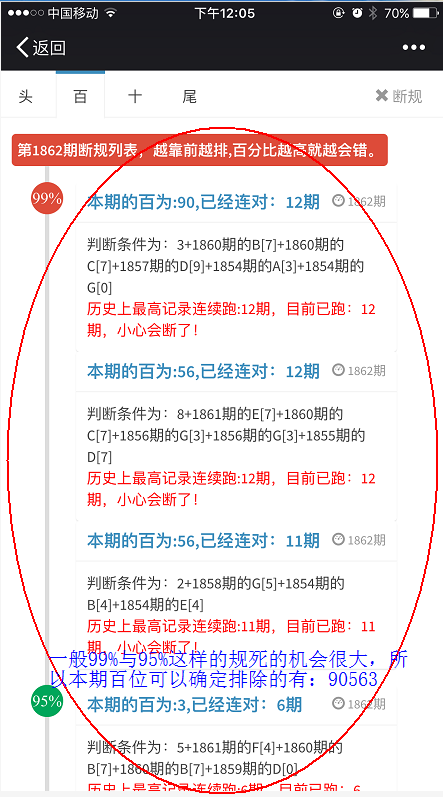 中国移动 下午12:05 70%
返回
头 百 十 尾 断规
第1862期断规列表，越靠前越排,百分比越高就越会错。
99%
本期的百为:90,已经连对：12期 1862期
判断条件为：3+1860期的B[7]+1860期的
C[7]+1857期的D[9]+1854期的A[3]+1854期的
G[0]
历史上最高记录连续跑:12期，目前已跑：12
期，小心会断了!
本期的百为:56,已经连对：12期 1862期
判断条件为：8+1861期的E[7]+1860期的
C[7]+1856期的G[3]+1856期的G[3]+1855期的
D[7]
历史上最高记录连续跑:12期，目前已跑：12
期，小心会断了!
本期的百为:56,已经连对：11期 1862期
判断条件为：2+1858期的G[5]+1854期的
B[4]+1854期的E[4]
历史上最高记录连续跑:11期，目前已跑：11
期，小心会断了!
一般99%与95%这样的规死的机会很大，所
以本期百位可以确定排除的有：90563
95%
本期的百为:3,已经连对：6期 1862期
判断条件为：5+1861期的F[4]+1860期的
B[7]+1860期的B[7]+1859期的D[0]
历史上最高记录连续跑:6期，目前已跑：6